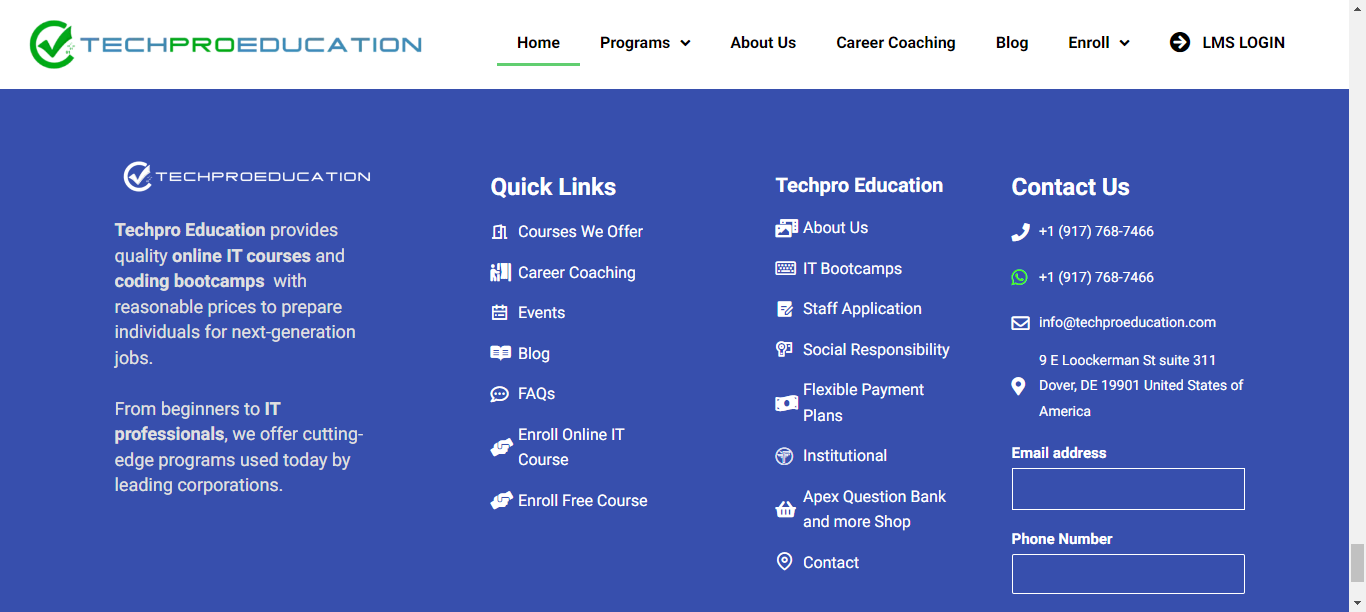 TECHPROEDUCATION
Home
Programs
About Us
Career Coaching
Blog
Enroll
LMS LOGIN
TECHPROEDUCATION
Techpro Education provides
quality online IT courses and
coding bootcamps with
reasonable prices to prepare
individuals for next-generation
jobs.
From beginners to IT
professionals, we offer cutting-
edge programs used today by
leading corporations.
Quick Links
Courses We Offer
Career Coaching
Events
Blog
FAQs
Enroll Online IT
Course
Enroll Free Course
Techpro Education
About Us
IT Bootcamps
Staff Application
Social Responsibility
Flexible Payment
Plans
Institutional
Apex Question Bank
and more Shop
Contact
Contact Us
+1 (917) 768-7466
+1 (917) 768-7466
info@techproeducation.com
9 E Loockerman St suite 311
Dover, DE 19901 United States of
America
Email address
Phone Number